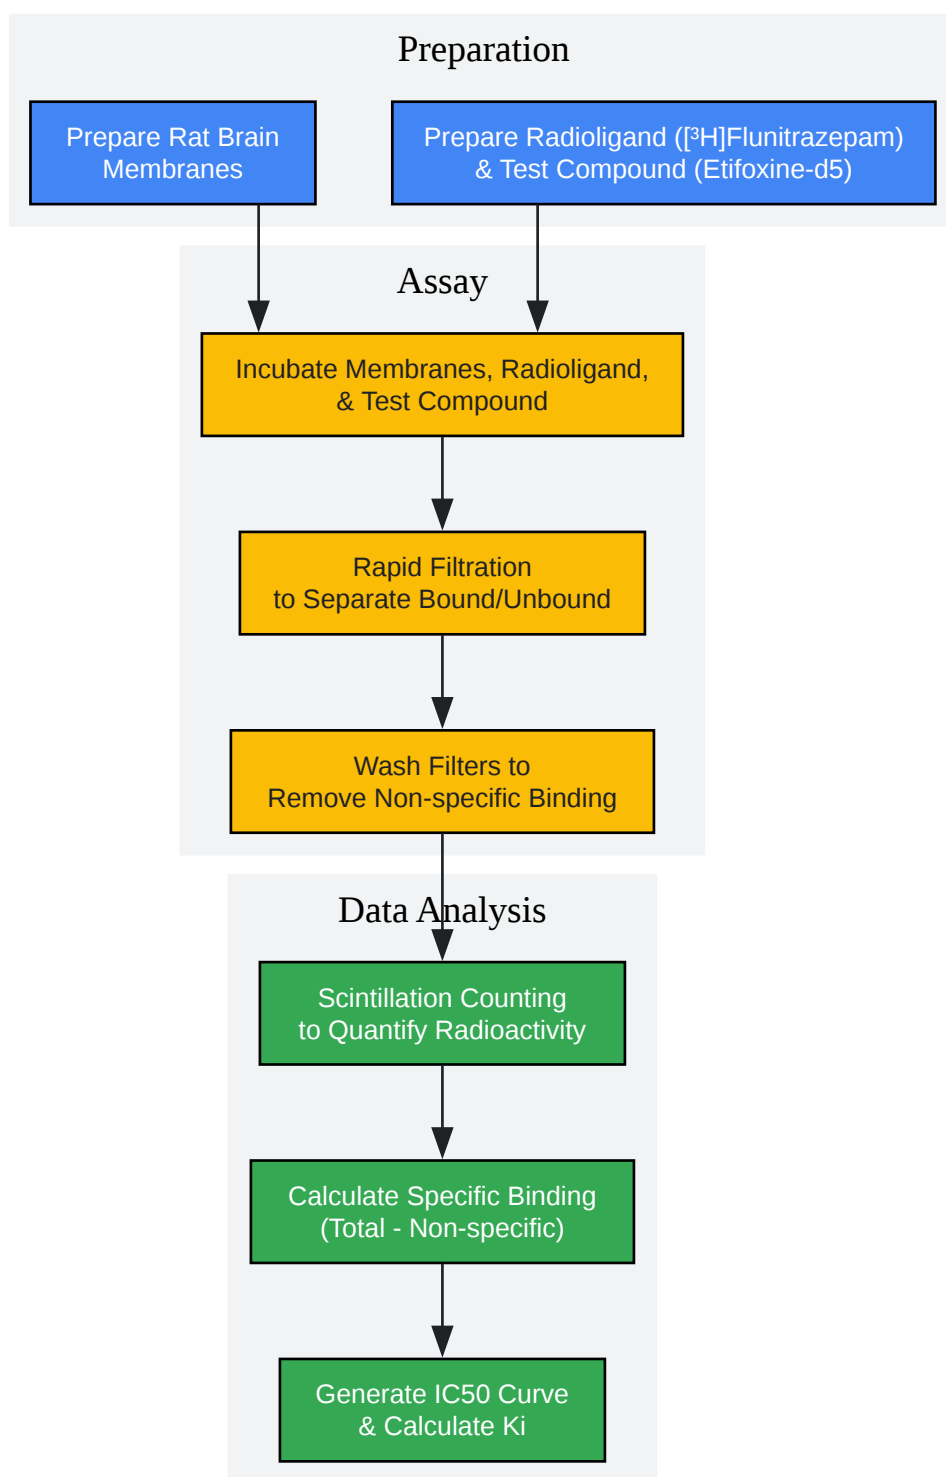 Preparation
Prepare Rat Brain
Membranes
Prepare Radioligand ([³H]Flunitrazepam)
& Test Compound (Etifoxine-d5)
Assay
Incubate Membranes, Radioligand,
& Test Compound
Rapid Filtration
to Separate Bound/Unbound
Wash Filters to
Remove Non-specific Binding
Data Analysis
Scintillation Counting
to Quantify Radioactivity
Calculate Specific Binding
(Total - Non-specific)
Generate IC50 Curve
& Calculate Ki